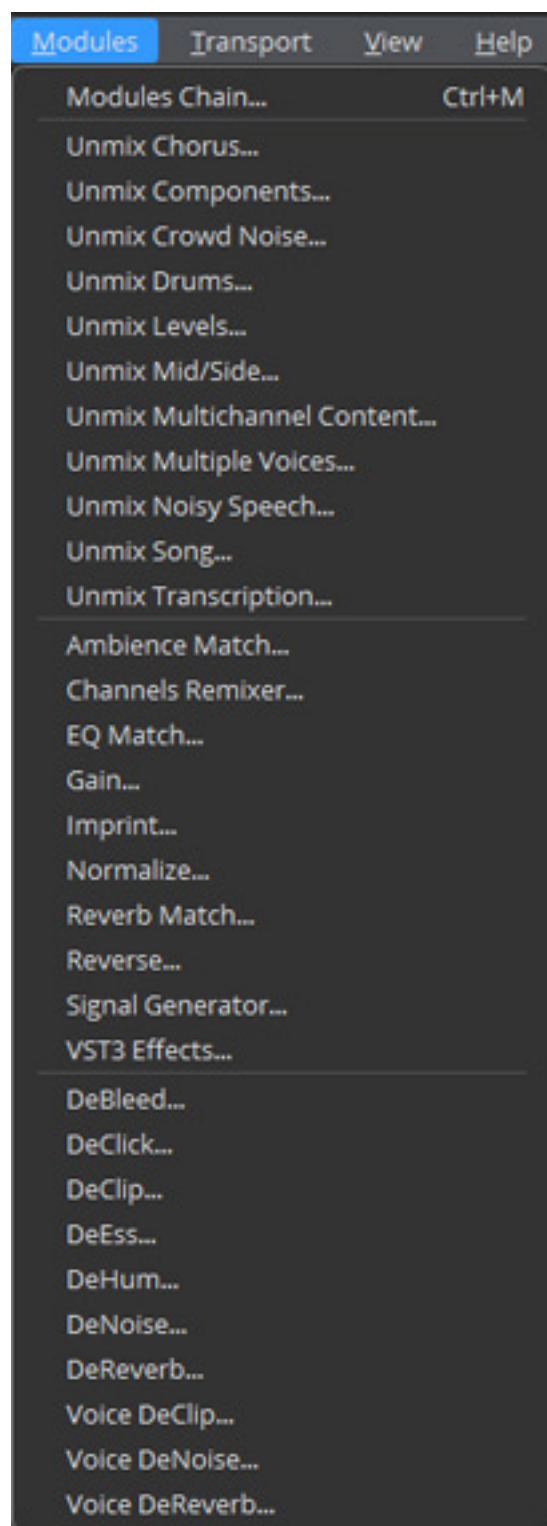 Modules Transport View Help
Modules Chain... Ctrl+M
Unmix Chorus...
Unmix Components...
Unmix Crowd Noise...
Unmix Drums...
Unmix Levels...
Unmix Mid/Side...
Unmix Multichannel Content...
Unmix Multiple Voices...
Unmix Noisy Speech...
Unmix Song...
Unmix Transcription...
Ambience Match...
Channels Remixer...
EQ Match...
Gain...
Imprint...
Normalize...
Reverb Match...
Reverse...
Signal Generator...
VST3 Effects...
DeBleed...
DeClick...
DeClip...
DeEss...
DeHum...
DeNoise...
DeReverb...
Voice DeClip...
Voice DeNoise...
Voice DeReverb...